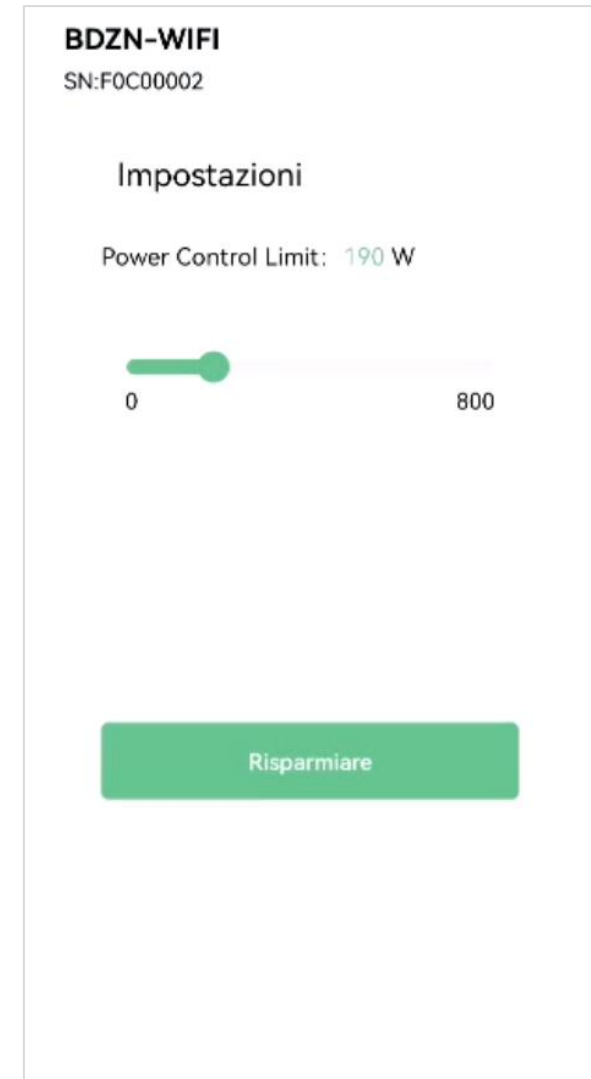 BDZN-WIFI
SN:F0C00002
Impostazioni
Power Control Limit: 190 W
0 800
Risparmiare